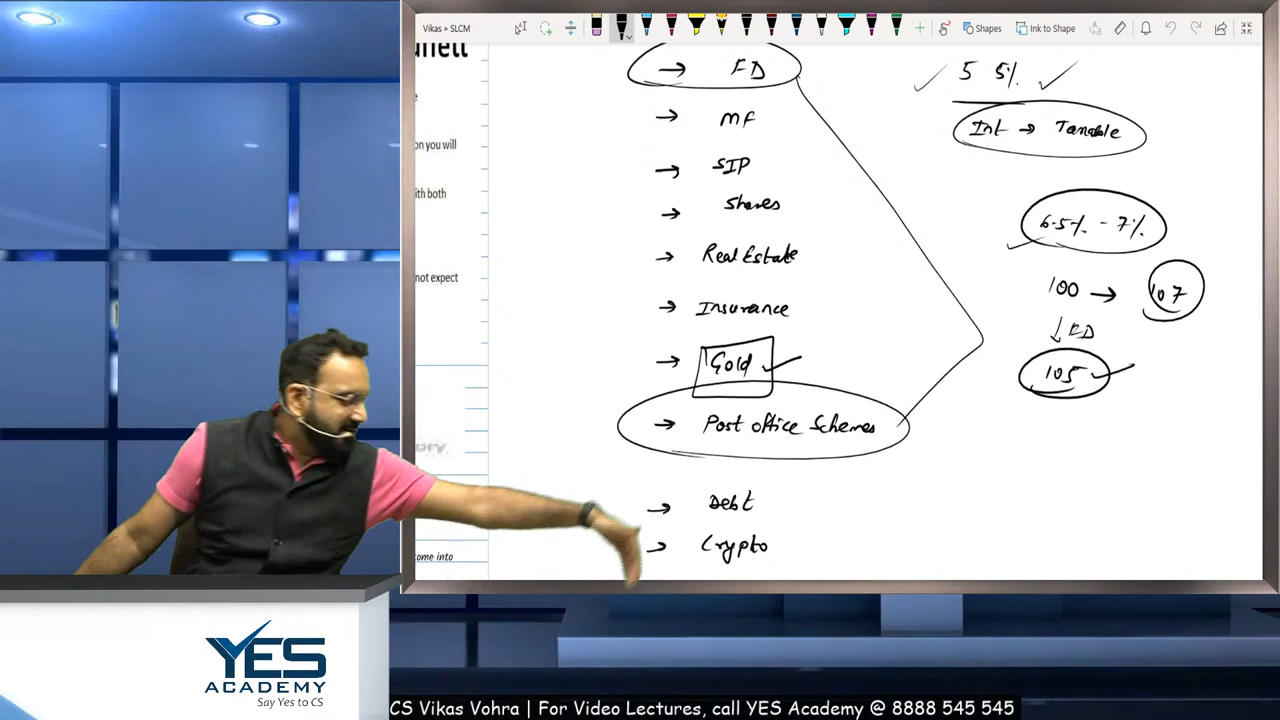 Vikas » SLCM
Shapes
Ink to Shape
on you will
ith both
not expect
ome into
→ FD
→ MF
→ SIP
→ Shares
→ Real Estate
→ Insurance
→ Gold
→ Post office Schemes
→ Debt
→ Crypto
5 5%
Int → Taxable
6.5% - 7%
100 → 107
↓ FD
105
YES
ACADEMY
Say Yes to CS
CS Vikas Vohra | For Video Lectures, call YES Academy @ 8888 545 545